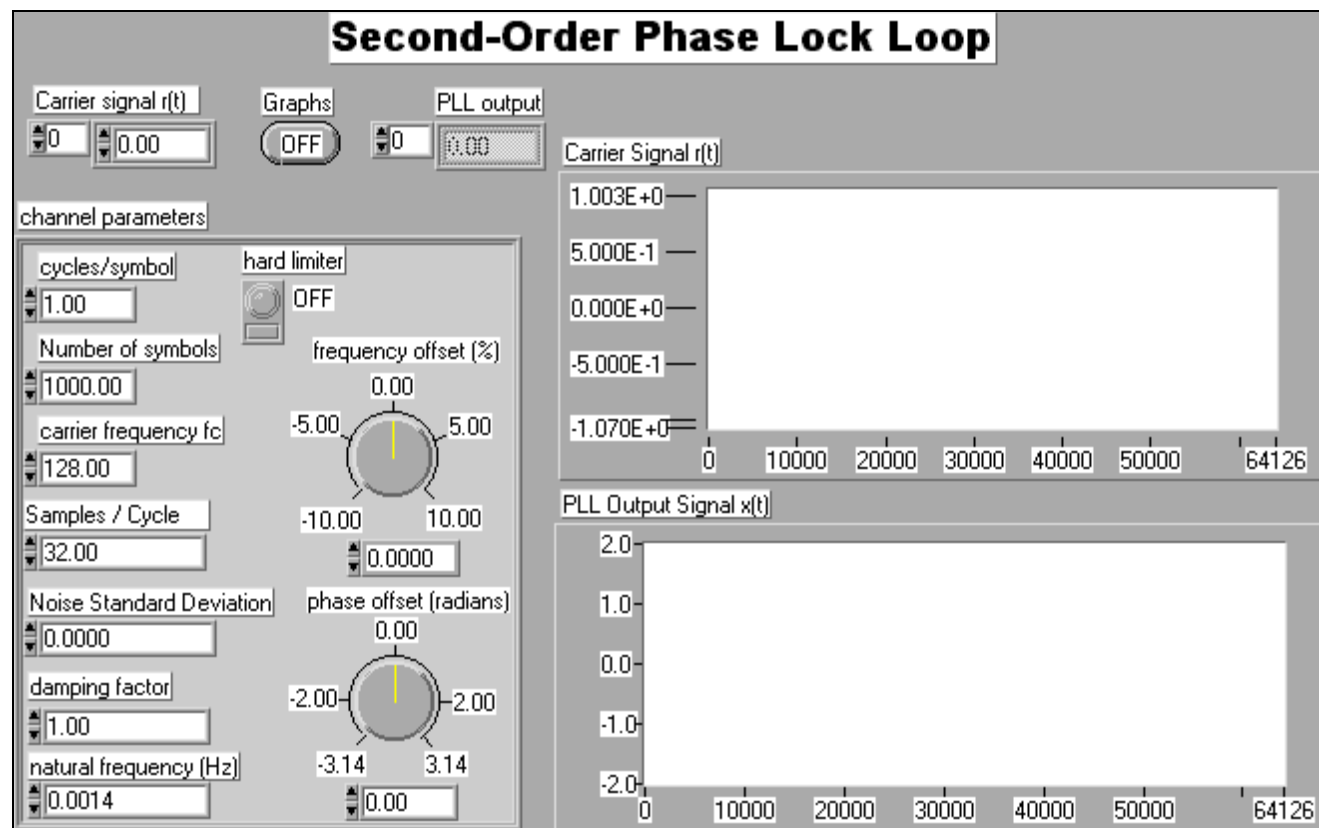 Second-Order Phase Lock Loop
Carrier signal r(t)
Graphs
PLL output
0
0.00
OFF
0
0.00
channel parameters
cycles/symbol
1.00
hard limiter
OFF
Number of symbols
1000.00
carrier frequency fc
128.00
Samples / Cycle
32.00
Noise Standard Deviation
0.0000
damping factor
1.00
natural frequency (Hz)
0.0014
frequency offset (%)
0.00
-5.00
5.00
-10.00
10.00
0.0000
phase offset (radians)
0.00
-2.00
2.00
-3.14
3.14
0.00
Carrier Signal r(t)
1.003E+0
5.000E-1
0.000E+0
-5.000E-1
-1.070E+0
0 10000 20000 30000 40000 50000 64126
PLL Output Signal x(t)
2.0
1.0
0.0
-1.0
-2.0
0 10000 20000 30000 40000 50000 64126